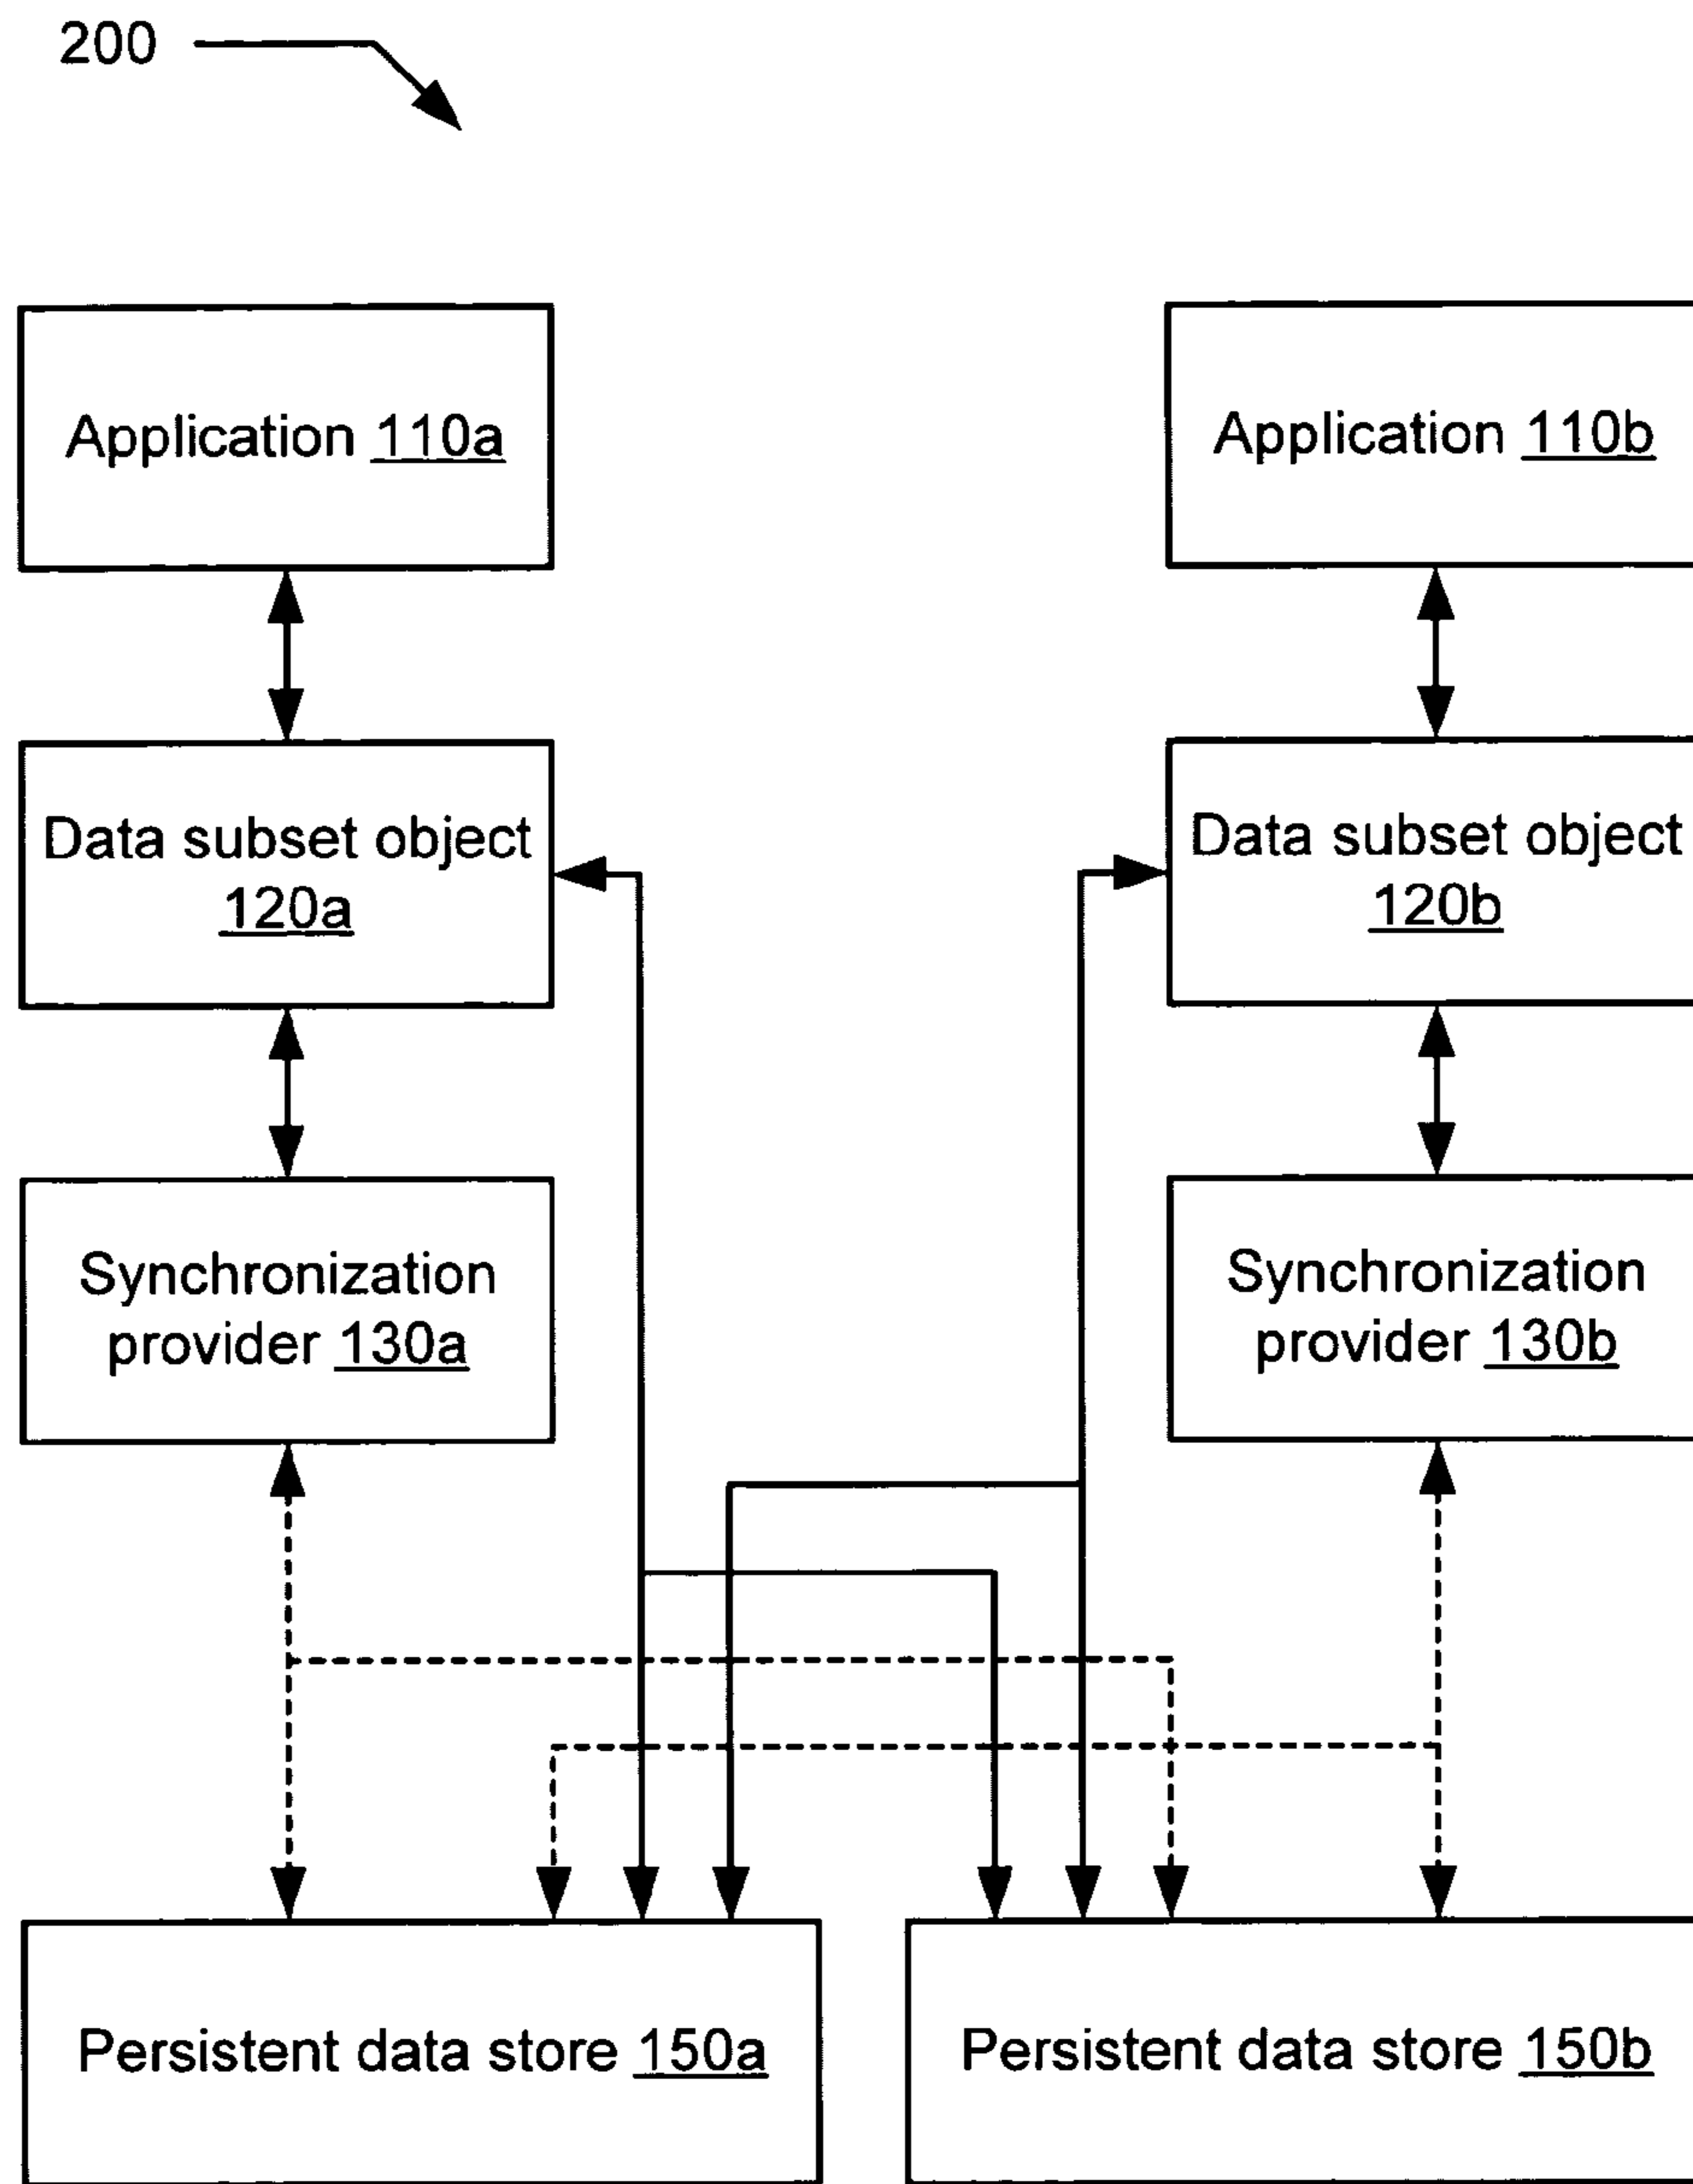 200
Application 110a
Application 110b
Data subset object
120a
Data subset object
120b
Synchronization
provider 130a
Synchronization
provider 130b
Persistent data store 150a
Persistent data store 150b